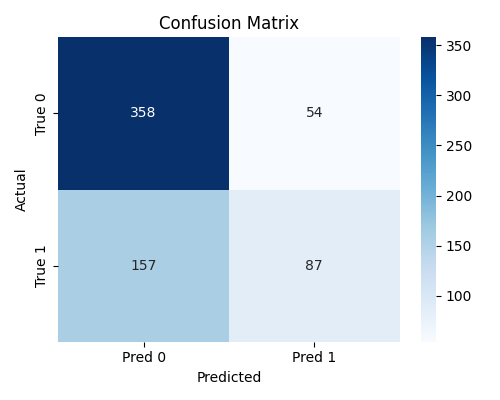 Confusion Matrix
350
True 0
358
54
300
250
Actual
200
150
True 1
157
87
100
Pred 0
Pred 1
Predicted